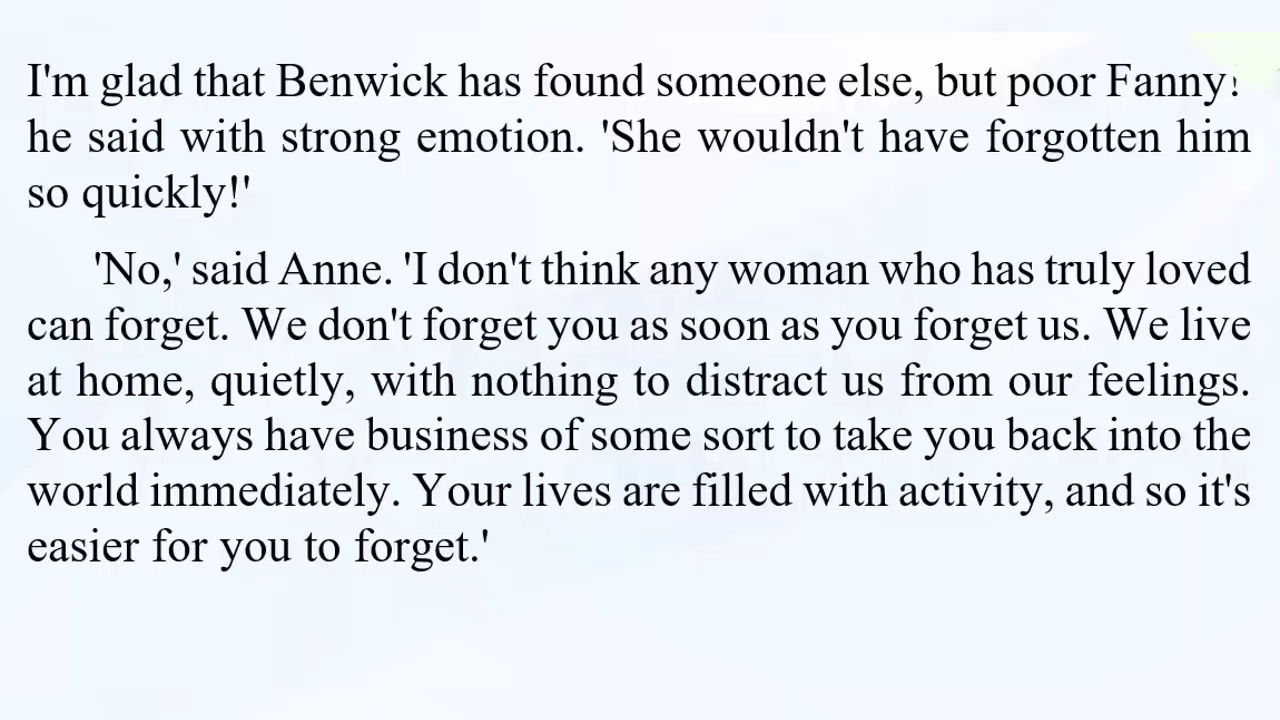 I'm glad that Benwick has found someone else, but poor Fanny!
he said with strong emotion. 'She wouldn't have forgotten him
so quickly!'
'No,' said Anne. 'I don't think any woman who has truly loved
can forget. We don't forget you as soon as you forget us. We live
at home, quietly, with nothing to distract us from our feelings.
You always have business of some sort to take you back into the
world immediately. Your lives are filled with activity, and so it's
easier for you to forget.'